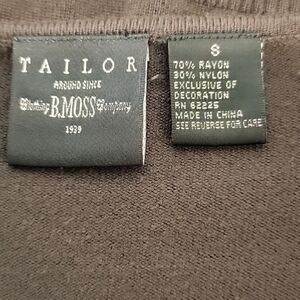 TAILOR
AROUND SINCE
Clothing B.MOSS Company
1939
S
70% RAYON
30% NYLON
EXCLUSIVE OF
DECORATION
RN 62225
MADE IN CHINA
SEE REVERSE FOR CARE